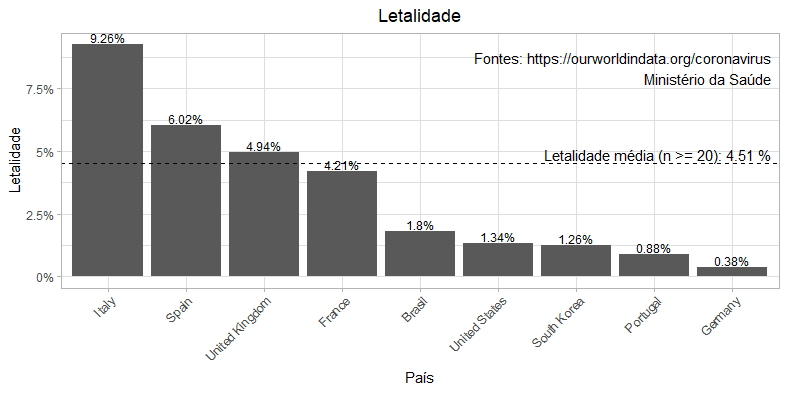 Letalidade
Fontes: https://ourworldindata.org/coronavirus
Ministério da Saúde
Letalidade média (n >= 20): 4.51 %
9.26%
6.02%
4.94%
4.21%
1.8%
1.34%
1.26%
0.88%
0.38%
Letalidade
7.5%
5%
2.5%
0%
Italy
Spain
United Kingdom
France
Brasil
United States
South Korea
Portugal
Germany
País